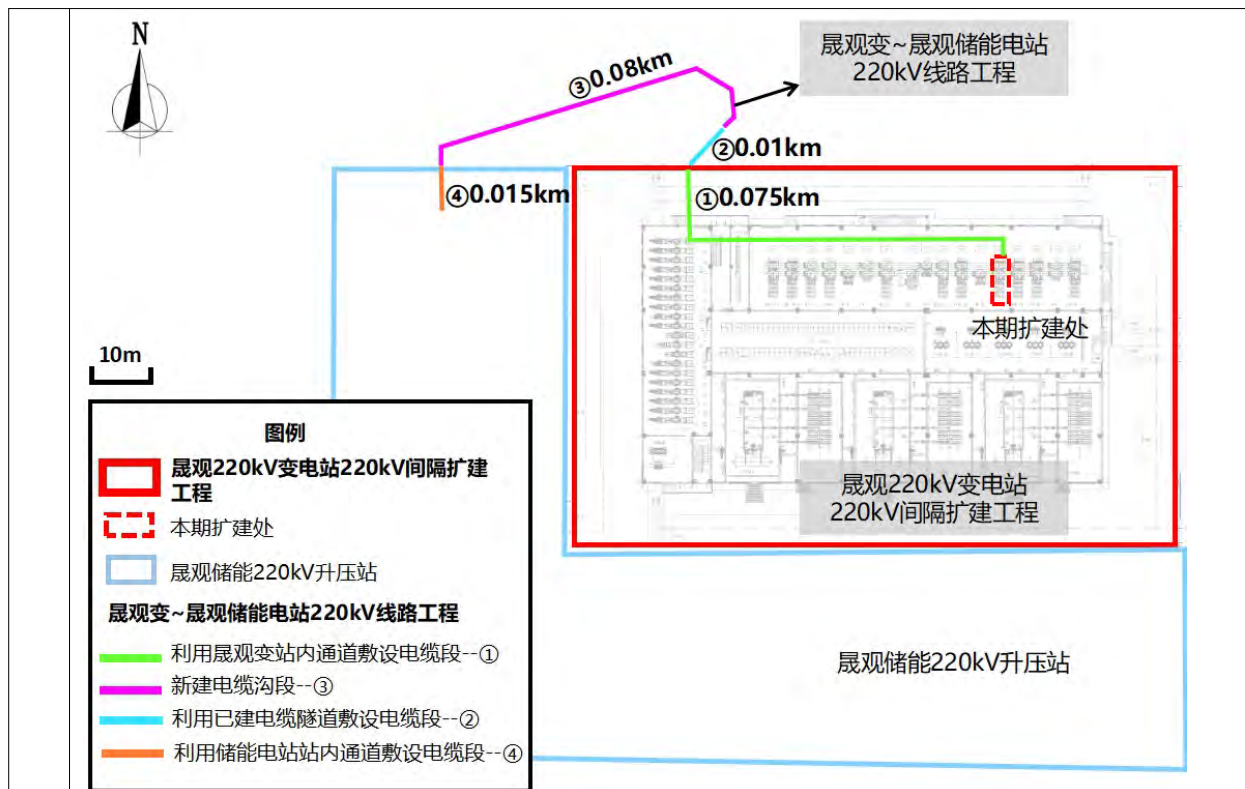 N
晟观变~晟观储能电站
220kV线路工程
③0.08km
②0.01km
④0.015km
①0.075km
本期扩建处
10m
晟观220kV变电站
220kV间隔扩建工程
晟观储能220kV升压站
图例
晟观220kV变电站220kV间隔扩建
工程
本期扩建处
晟观储能220kV升压站
晟观变~晟观储能电站220kV线路工程
利用晟观变站内通道敷设电缆段--①
新建电缆沟段--③
利用已建电缆隧道敷设电缆段--②
利用储能电站站内通道敷设电缆段--④